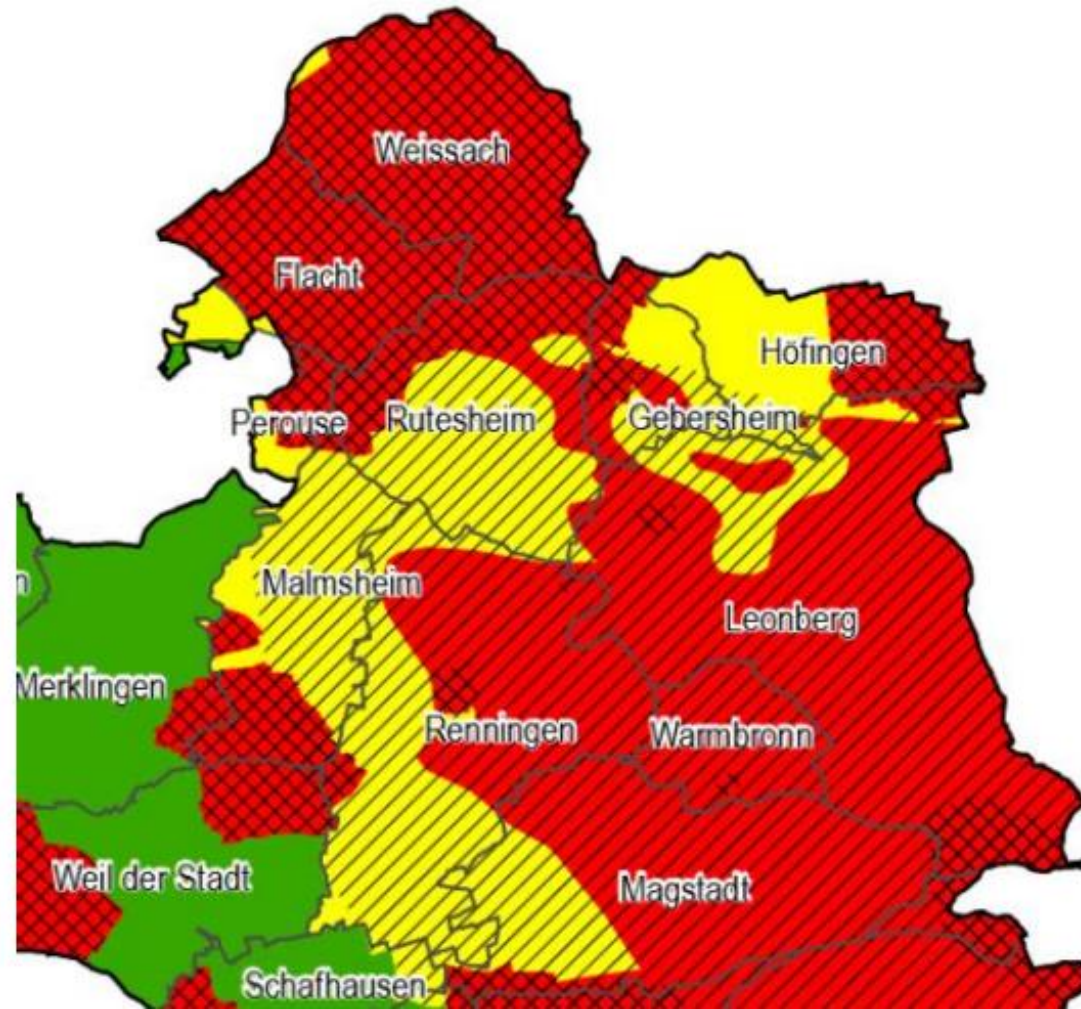 Weissach
Flacht
Höfingen
Perouse
Rutesheim
Gebersheim
n
Malmsheim
Leonberg
Merklingen
Renningen
Warmbronn
Weil der Stadt
Magstadt
Schafhausen